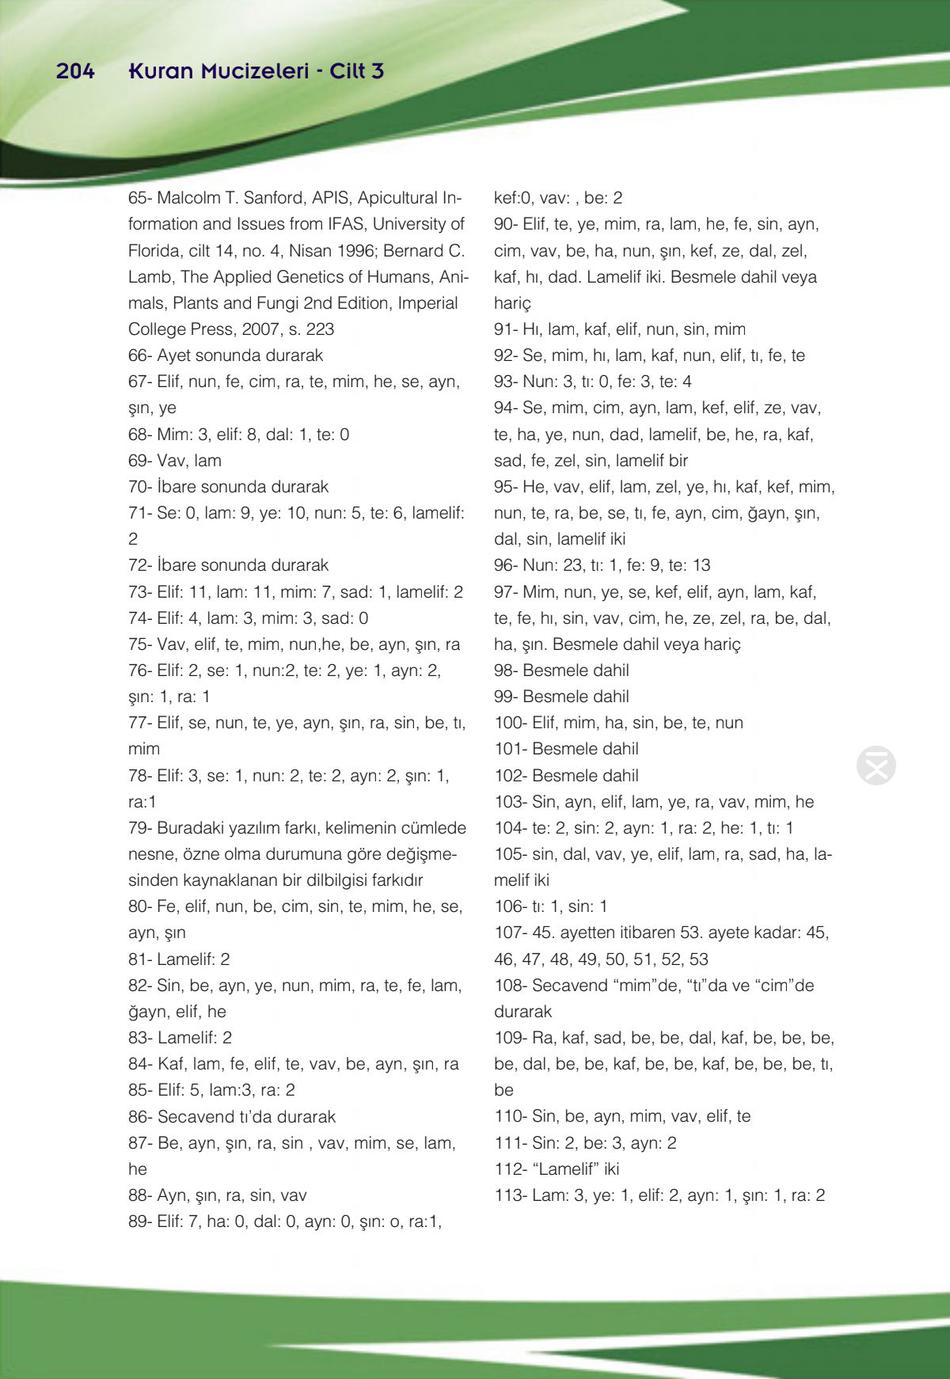 204 Kuran Mucizeleri - Cilt 3
65- Malcolm T. Sanford, APIS, Apicultural In-
formation and Issues from IFAS, University of
Florida, cilt 14, no. 4, Nisan 1996; Bernard C.
Lamb, The Applied Genetics of Humans, Ani-
mals, Plants and Fungi 2nd Edition, Imperial
College Press, 2007, s. 223
66- Ayet sonunda durarak
67- Elif, nun, fe, cim, ra, te, mim, he, se, ayn,
şın, ye
68- Mim: 3, elif: 8, dal: 1, te: 0
69- Vav, lam
70- İbare sonunda durarak
71- Se: 0, lam: 9, ye: 10, nun: 5, te: 6, lamelif:
2
72- İbare sonunda durarak
73- Elif: 11, lam: 11, mim: 7, sad: 1, lamelif: 2
74- Elif: 4, lam: 3, mim: 3, sad: 0
75- Vav, elif, te, mim, nun,he, be, ayn, şın, ra
76- Elif: 2, se: 1, nun:2, te: 2, ye: 1, ayn: 2,
şın: 1, ra: 1
77- Elif, se, nun, te, ye, ayn, şın, ra, sin, be, tı,
mim
78- Elif: 3, se: 1, nun: 2, te: 2, ayn: 2, şın: 1,
ra:1
79- Buradaki yazılım farkı, kelimenin cümlede
nesne, özne olma durumuna göre değişme-
sinden kaynaklanan bir dilbilgisi farkıdır
80- Fe, elif, nun, be, cim, sin, te, mim, he, se,
ayn, şın
81- Lamelif: 2
82- Sin, be, ayn, ye, nun, mim, ra, te, fe, lam,
ğayn, elif, he
83- Lamelif: 2
84- Kaf, lam, fe, elif, te, vav, be, ayn, şın, ra
85- Elif: 5, lam:3, ra: 2
86- Secavend tı'da durarak
87- Be, ayn, şın, ra, sin , vav, mim, se, lam,
he
88- Ayn, şın, ra, sin, vav
89- Elif: 7, ha: 0, dal: 0, ayn: 0, şın: o, ra:1,
kef:0, vav: , be: 2
90- Elif, te, ye, mim, ra, lam, he, fe, sin, ayn,
cim, vav, be, ha, nun, şın, kef, ze, dal, zel,
kaf, hı, dad. Lamelif iki. Besmele dahil veya
hariç
91- Hı, lam, kaf, elif, nun, sin, mim
92- Se, mim, hı, lam, kaf, nun, elif, tı, fe, te
93- Nun: 3, tı: 0, fe: 3, te: 4
94- Se, mim, cim, ayn, lam, kef, elif, ze, vav,
te, ha, ye, nun, dad, lamelif, be, he, ra, kaf,
sad, fe, zel, sin, lamelif bir
95- He, vav, elif, lam, zel, ye, hı, kaf, kef, mim,
nun, te, ra, be, se, tı, fe, ayn, cim, ğayn, şın,
dal, sin, lamelif iki
96- Nun: 23, tı: 1, fe: 9, te: 13
97- Mim, nun, ye, se, kef, elif, ayn, lam, kaf,
te, fe, hı, sin, vav, cim, he, ze, zel, ra, be, dal,
ha, şın. Besmele dahil veya hariç
98- Besmele dahil
99- Besmele dahil
100- Elif, mim, ha, sin, be, te, nun
101- Besmele dahil
102- Besmele dahil
103- Sin, ayn, elif, lam, ye, ra, vav, mim, he
104- te: 2, sin: 2, ayn: 1, ra: 2, he: 1, tı: 1
105- sin, dal, vav, ye, elif, lam, ra, sad, ha, la-
melif iki
106- tı: 1, sin: 1
107- 45. ayetten itibaren 53. ayete kadar: 45,
46, 47, 48, 49, 50, 51, 52, 53
108- Secavend “mim”de, “tı”da ve “cim”de
durarak
109- Ra, kaf, sad, be, be, dal, kaf, be, be, be,
be, dal, be, be, kaf, be, be, kaf, be, be, be, tı,
be
110- Sin, be, ayn, mim, vav, elif, te
111- Sin: 2, be: 3, ayn: 2
112- “Lamelif” iki
113- Lam: 3, ye: 1, elif: 2, ayn: 1, şın: 1, ra: 2